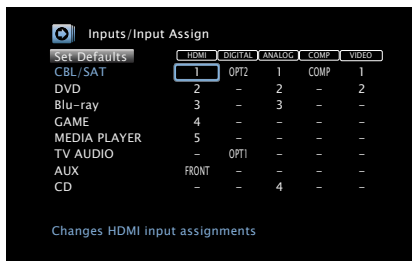 Inputs/Input Assign
Set Defaults HDMI DIGITAL ANALOG COMP VIDEO
CBL/SAT 1 OPT2 1 COMP 1
DVD 2 – 2 – 2
Blu-ray 3 – 3 – –
GAME 4 – – – –
MEDIA PLAYER 5 – – – –
TV AUDIO – OPT1 – – –
AUX FRONT – – – –
CD – – 4 – –
Changes HDMI input assignments